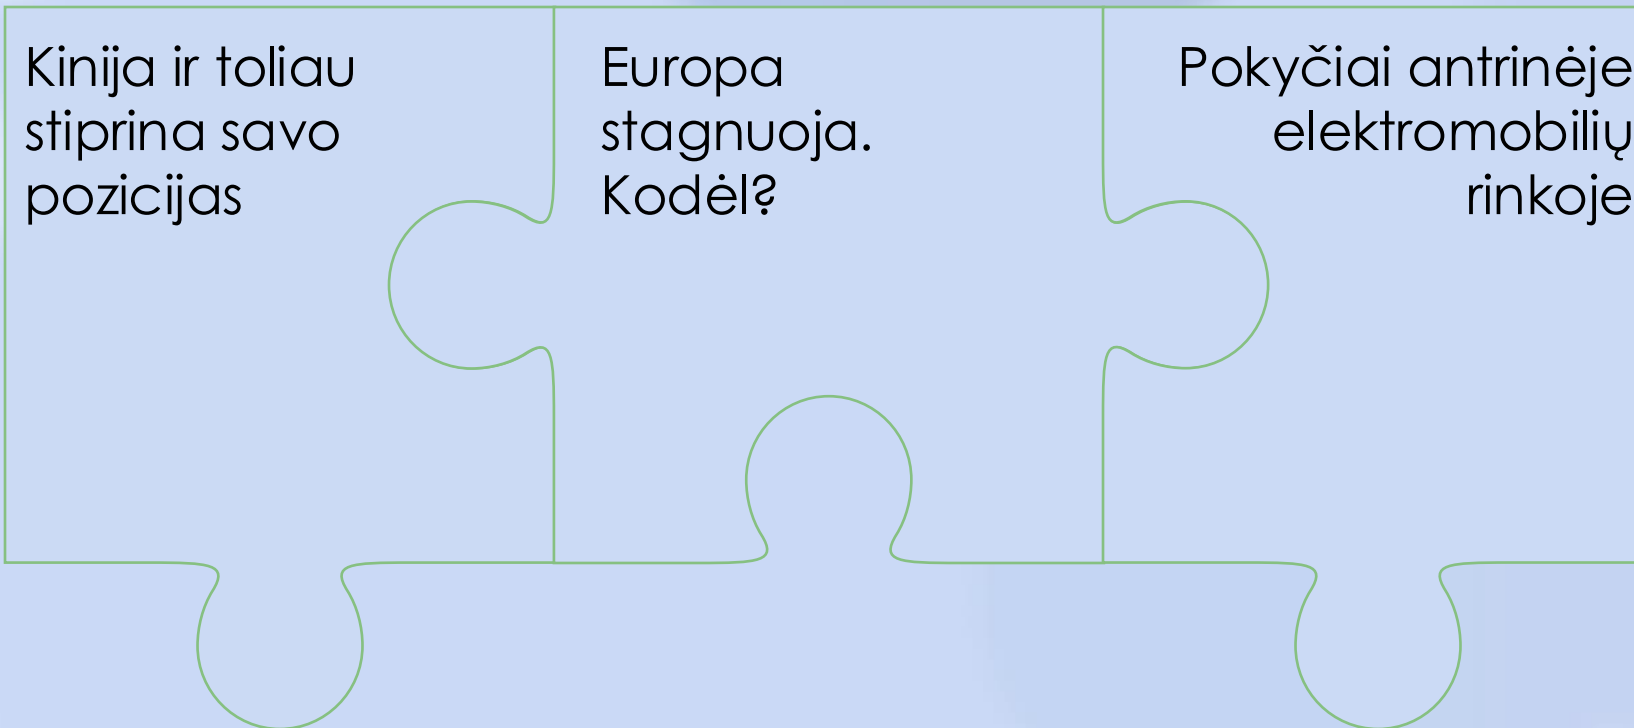 Kinija ir toliau
stiprina savo
pozicijas
Europa
stagnuoja.
Kodėl?
Pokyčiai antrinėje
elektromobilių
rinkoje